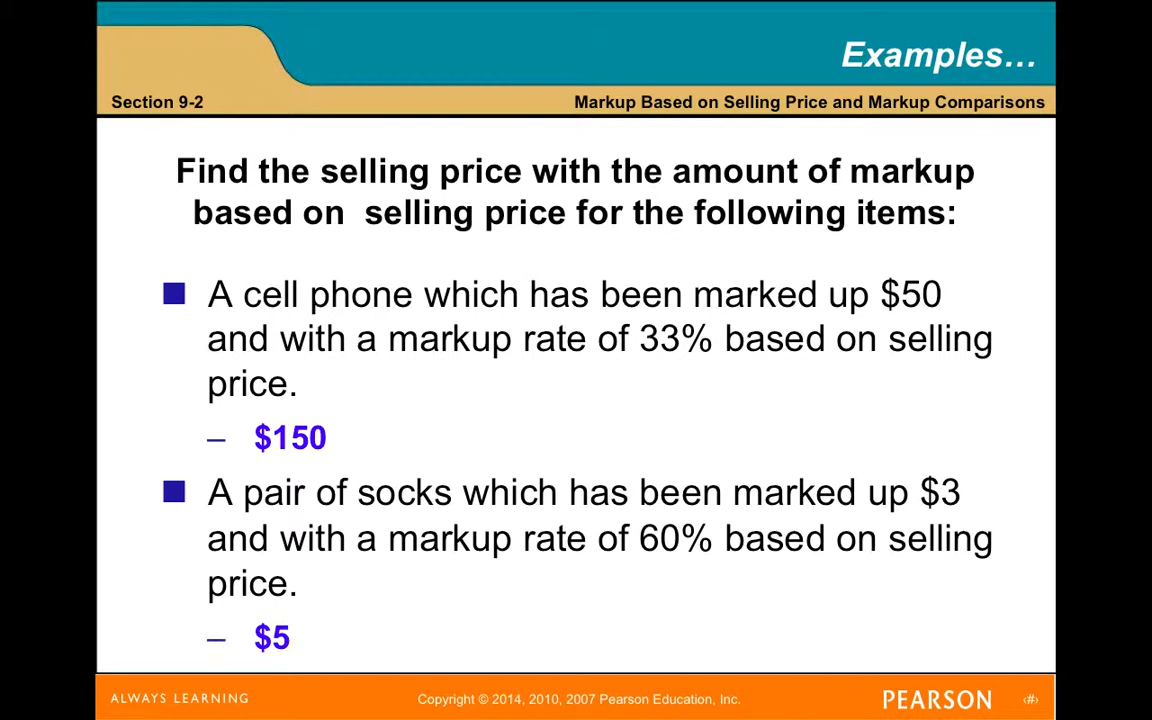 Examples…
Section 9-2
Markup Based on Selling Price and Markup Comparisons
Find the selling price with the amount of markup
based on selling price for the following items:
■ A cell phone which has been marked up $50
and with a markup rate of 33% based on selling
price.
– $150
■ A pair of socks which has been marked up $3
and with a markup rate of 60% based on selling
price.
– $5
ALWAYS LEARNING
Copyright © 2014, 2010, 2007 Pearson Education, Inc.
PEARSON
‹#›